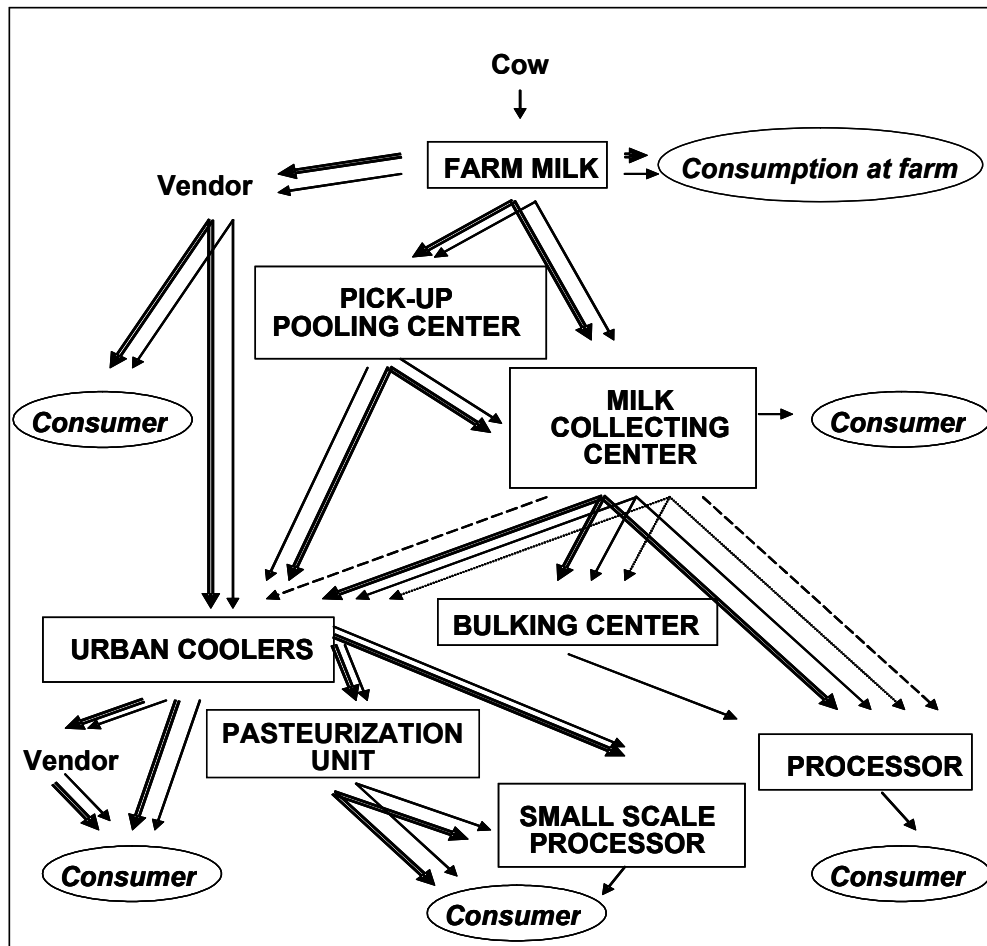 Cow
FARM MILK
Consumption at farm
Vendor
PICK-UP
POOLING CENTER
MILK
COLLECTING
CENTER
Consumer
Consumer
BULKING CENTER
URBAN COOLERS
PASTEURIZATION
UNIT
Vendor
PROCESSOR
SMALL SCALE
PROCESSOR
Consumer
Consumer
Consumer